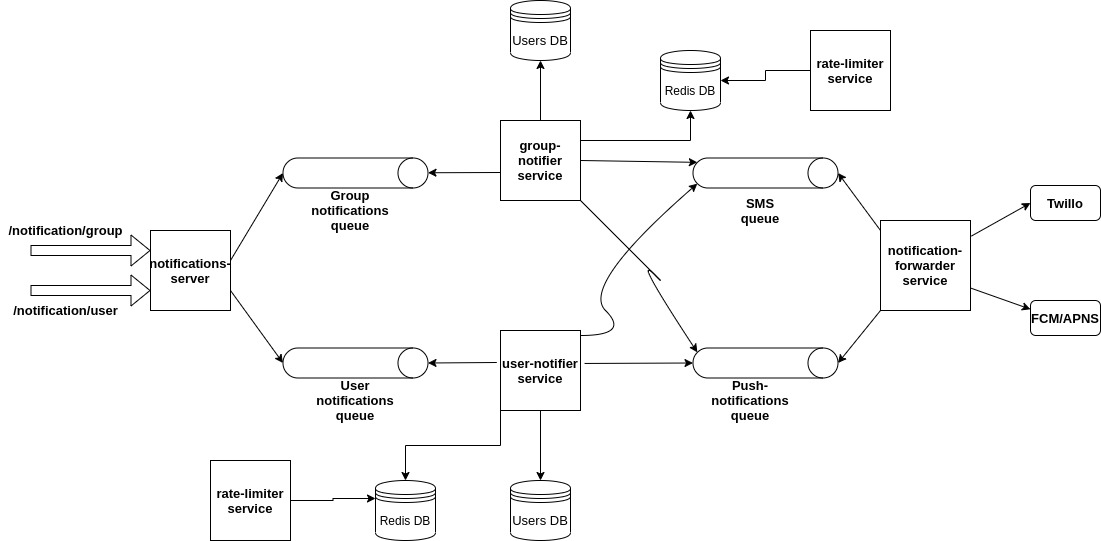 Users DB
Redis DB
rate-limiter
service
group-
notifier
service
Group
notifications
queue
SMS
queue
/notification/group
notifications-
server
/notification/user
notification-
forwarder
service
Twillo
FCM/APNS
user-notifier
service
User
notifications
queue
Push-
notifications
queue
rate-limiter
service
Redis DB
Users DB